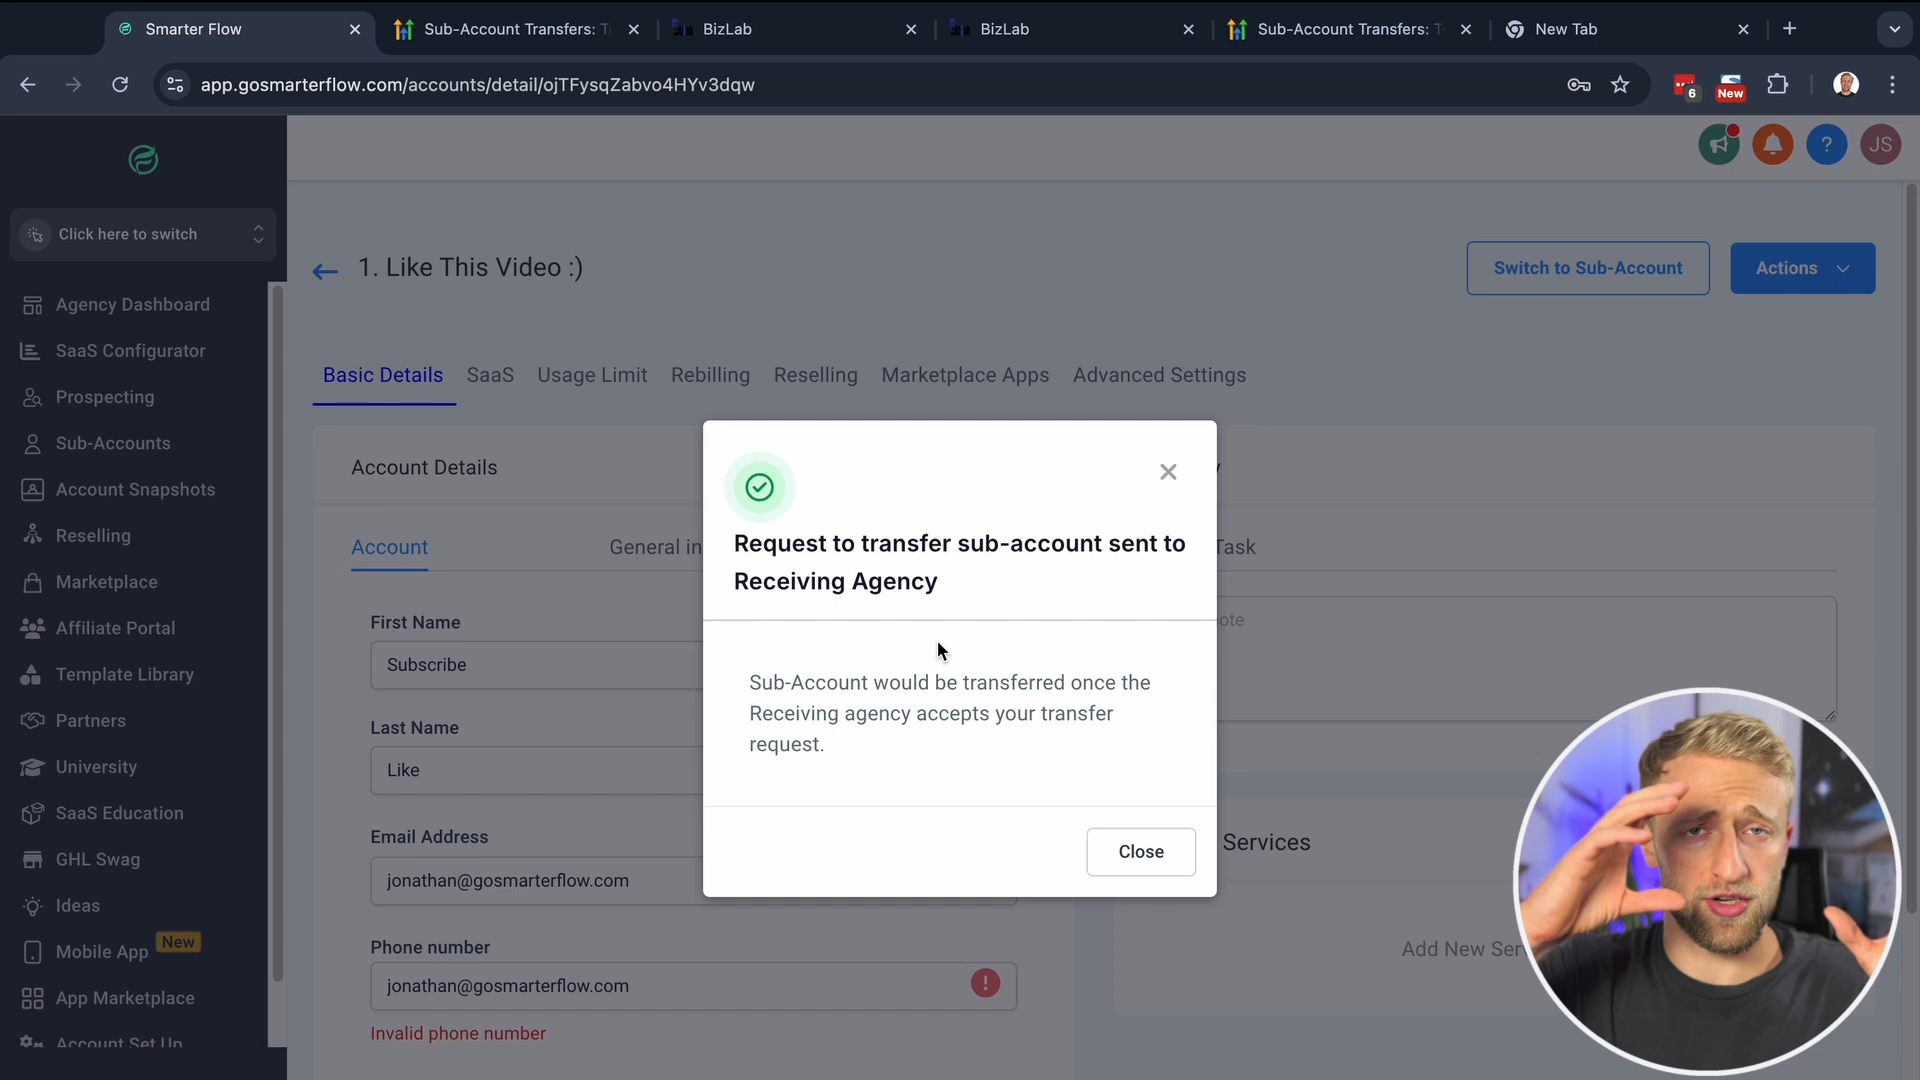 Smarter Flow
Sub-Account Transfers: T
BizLab
BizLab
Sub-Account Transfers: T
New Tab
app.gosmarterflow.com/accounts/detail/ojTFysqZabvo4HYv3dqw
6
New
Click here to switch
?
JS
1. Like This Video :)
Switch to Sub-Account
Actions
Agency Dashboard
SaaS Configurator
Prospecting
Sub-Accounts
Account Snapshots
Reselling
Marketplace
Affiliate Portal
Template Library
Partners
University
SaaS Education
GHL Swag
Ideas
Mobile App New
App Marketplace
Account Set Up
Basic Details SaaS Usage Limit Rebilling Reselling Marketplace Apps Advanced Settings
Account Details
y
Account
General in
Task
First Name
Subscribe
ote
Last Name
Like
Email Address
jonathan@gosmarterflow.com
Phone number
jonathan@gosmarterflow.com
!
Invalid phone number
Request to transfer sub-account sent to
Receiving Agency
Sub-Account would be transferred once the
Receiving agency accepts your transfer
request.
Close
Services
Add New Ser